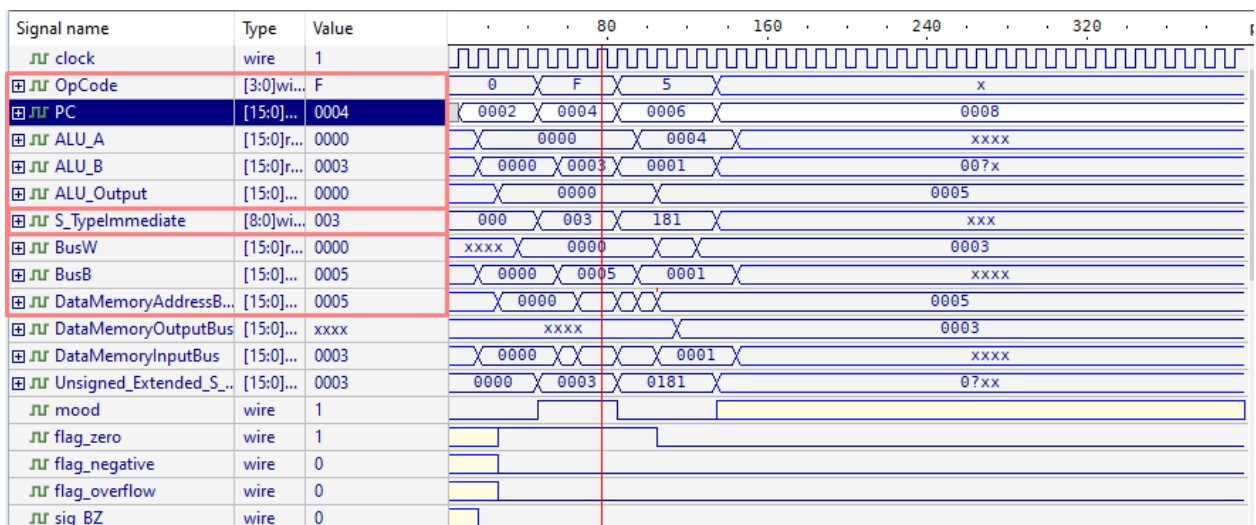 Signal name Type Value 80 160 240 320
clock wire 1
OpCode [3:0]wi... F 0 F 5 x
PC [15:0]... 0004 0002 0004 0006 0008
ALU_A [15:0]r... 0000 0000 0004 xxxx
ALU_B [15:0]r... 0003 0000 0003 0001 00?x
ALU_Output [15:0]... 0000 0000 0005
S_TypeImmediate [8:0]wi... 003 000 003 181 xxx
BusW [15:0]r... 0000 xxxx 0000 0003
BusB [15:0]... 0005 0000 0005 0001 xxxx
DataMemoryAddressB... [15:0]... 0005 0000 0005
DataMemoryOutputBus [15:0]... xxxx xxxx 0003
DataMemoryInputBus [15:0]... 0003 0000 0001 xxxx
Unsigned_Extended_S_.. [15:0]... 0003 0000 0003 0181 0?xx
mood wire 1
flag_zero wire 1
flag_negative wire 0
flag_overflow wire 0
sig_BZ wire 0